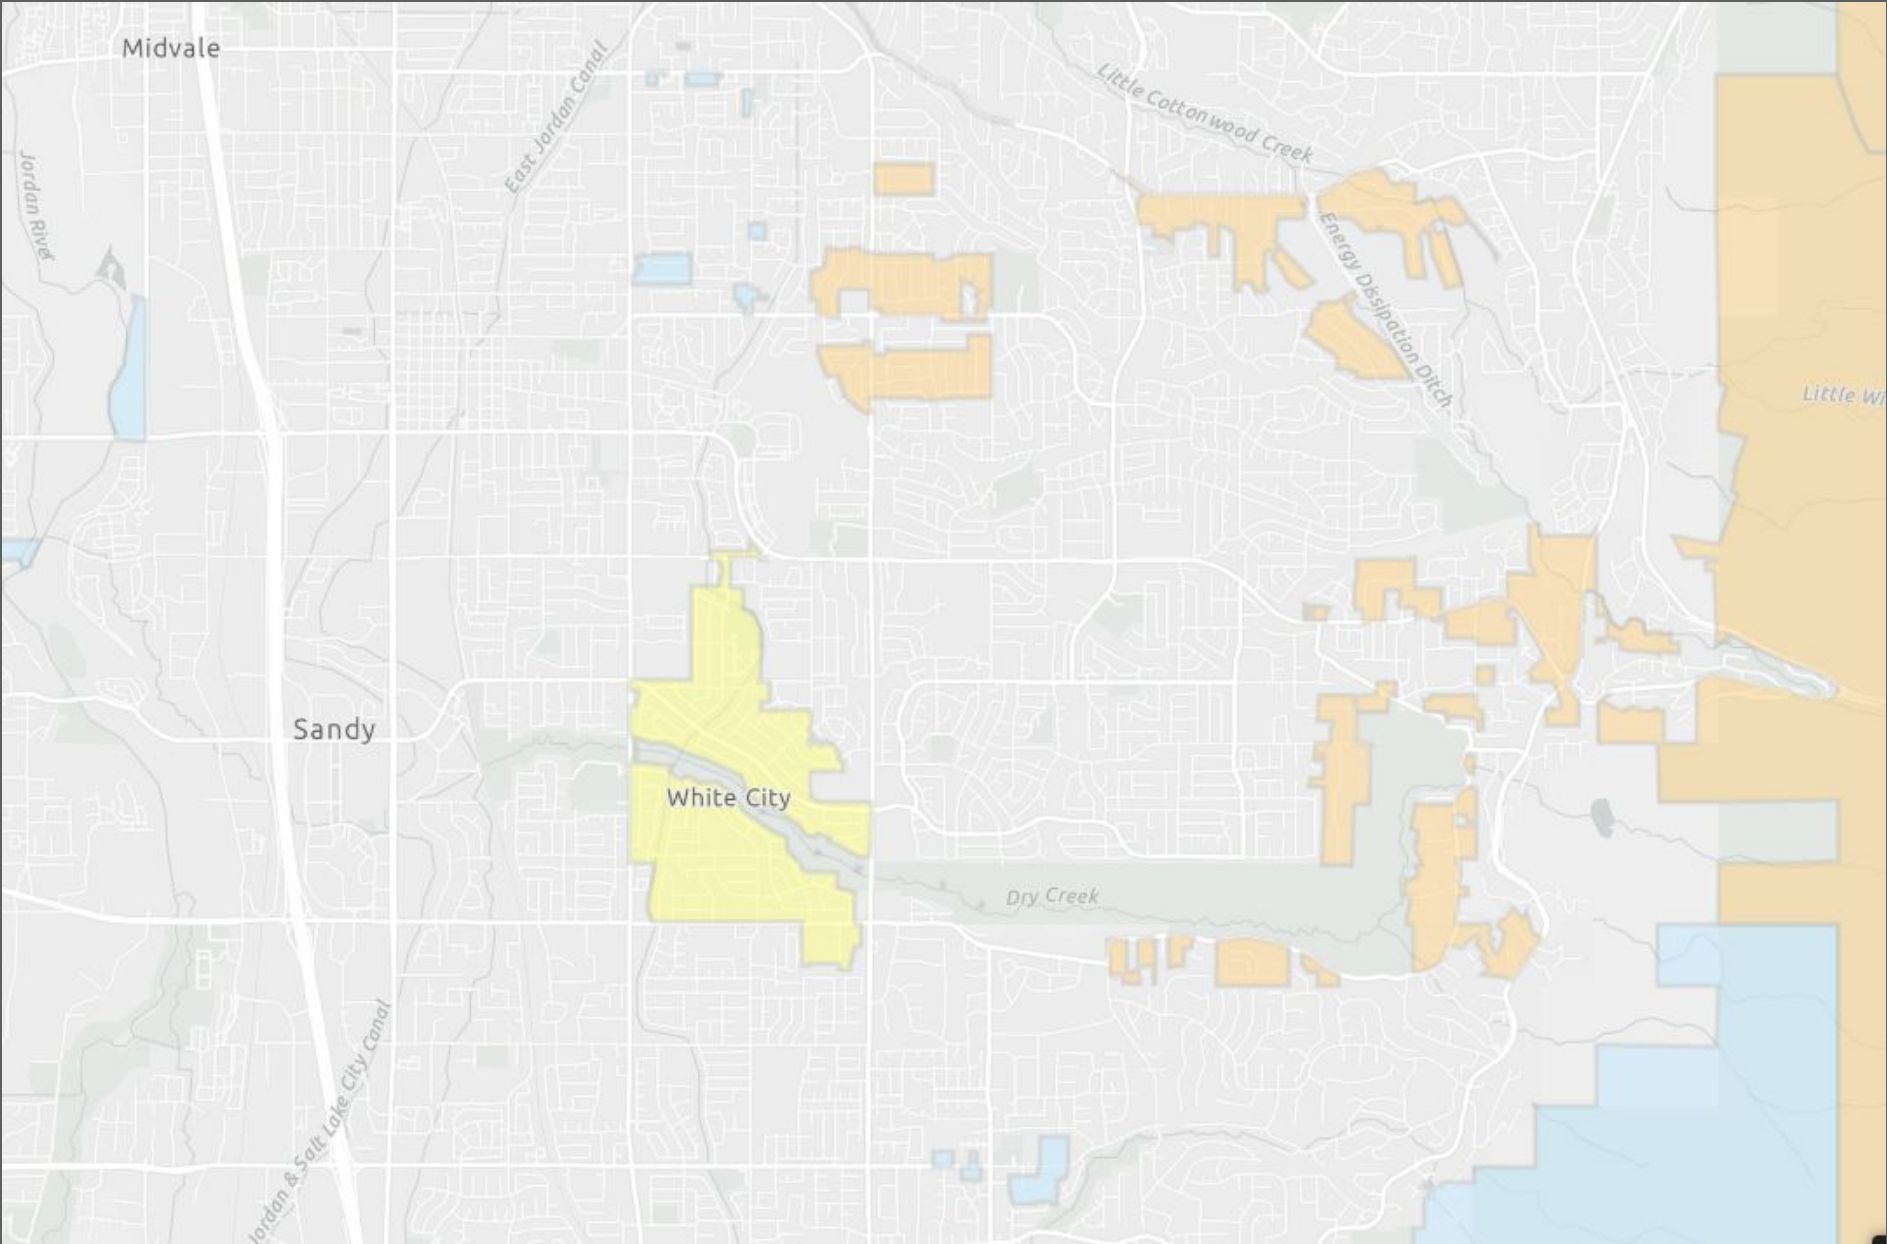 Midvale
East Jordan Canal
Little Cottonwood Creek
Jordan River
Energy Dissipation Ditch
Little Wi
Sandy
White City
Dry Creek
Jordan & Salt Lake City Canal